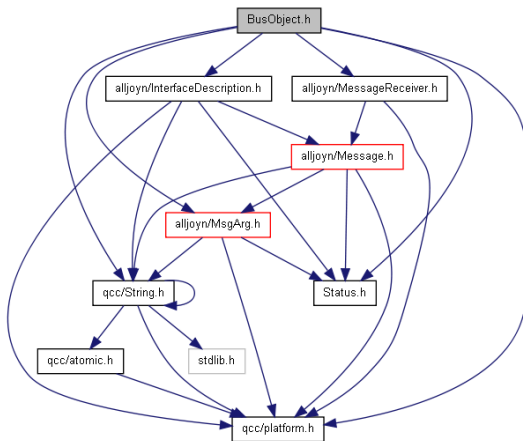 BusObject.h
alljoyn/InterfaceDescription.h
alljoyn/MessageReceiver.h
alljoyn/Message.h
alljoyn/MsgArg.h
qcc/String.h
Status.h
qcc/atomic.h
stdlib.h
qcc/platform.h